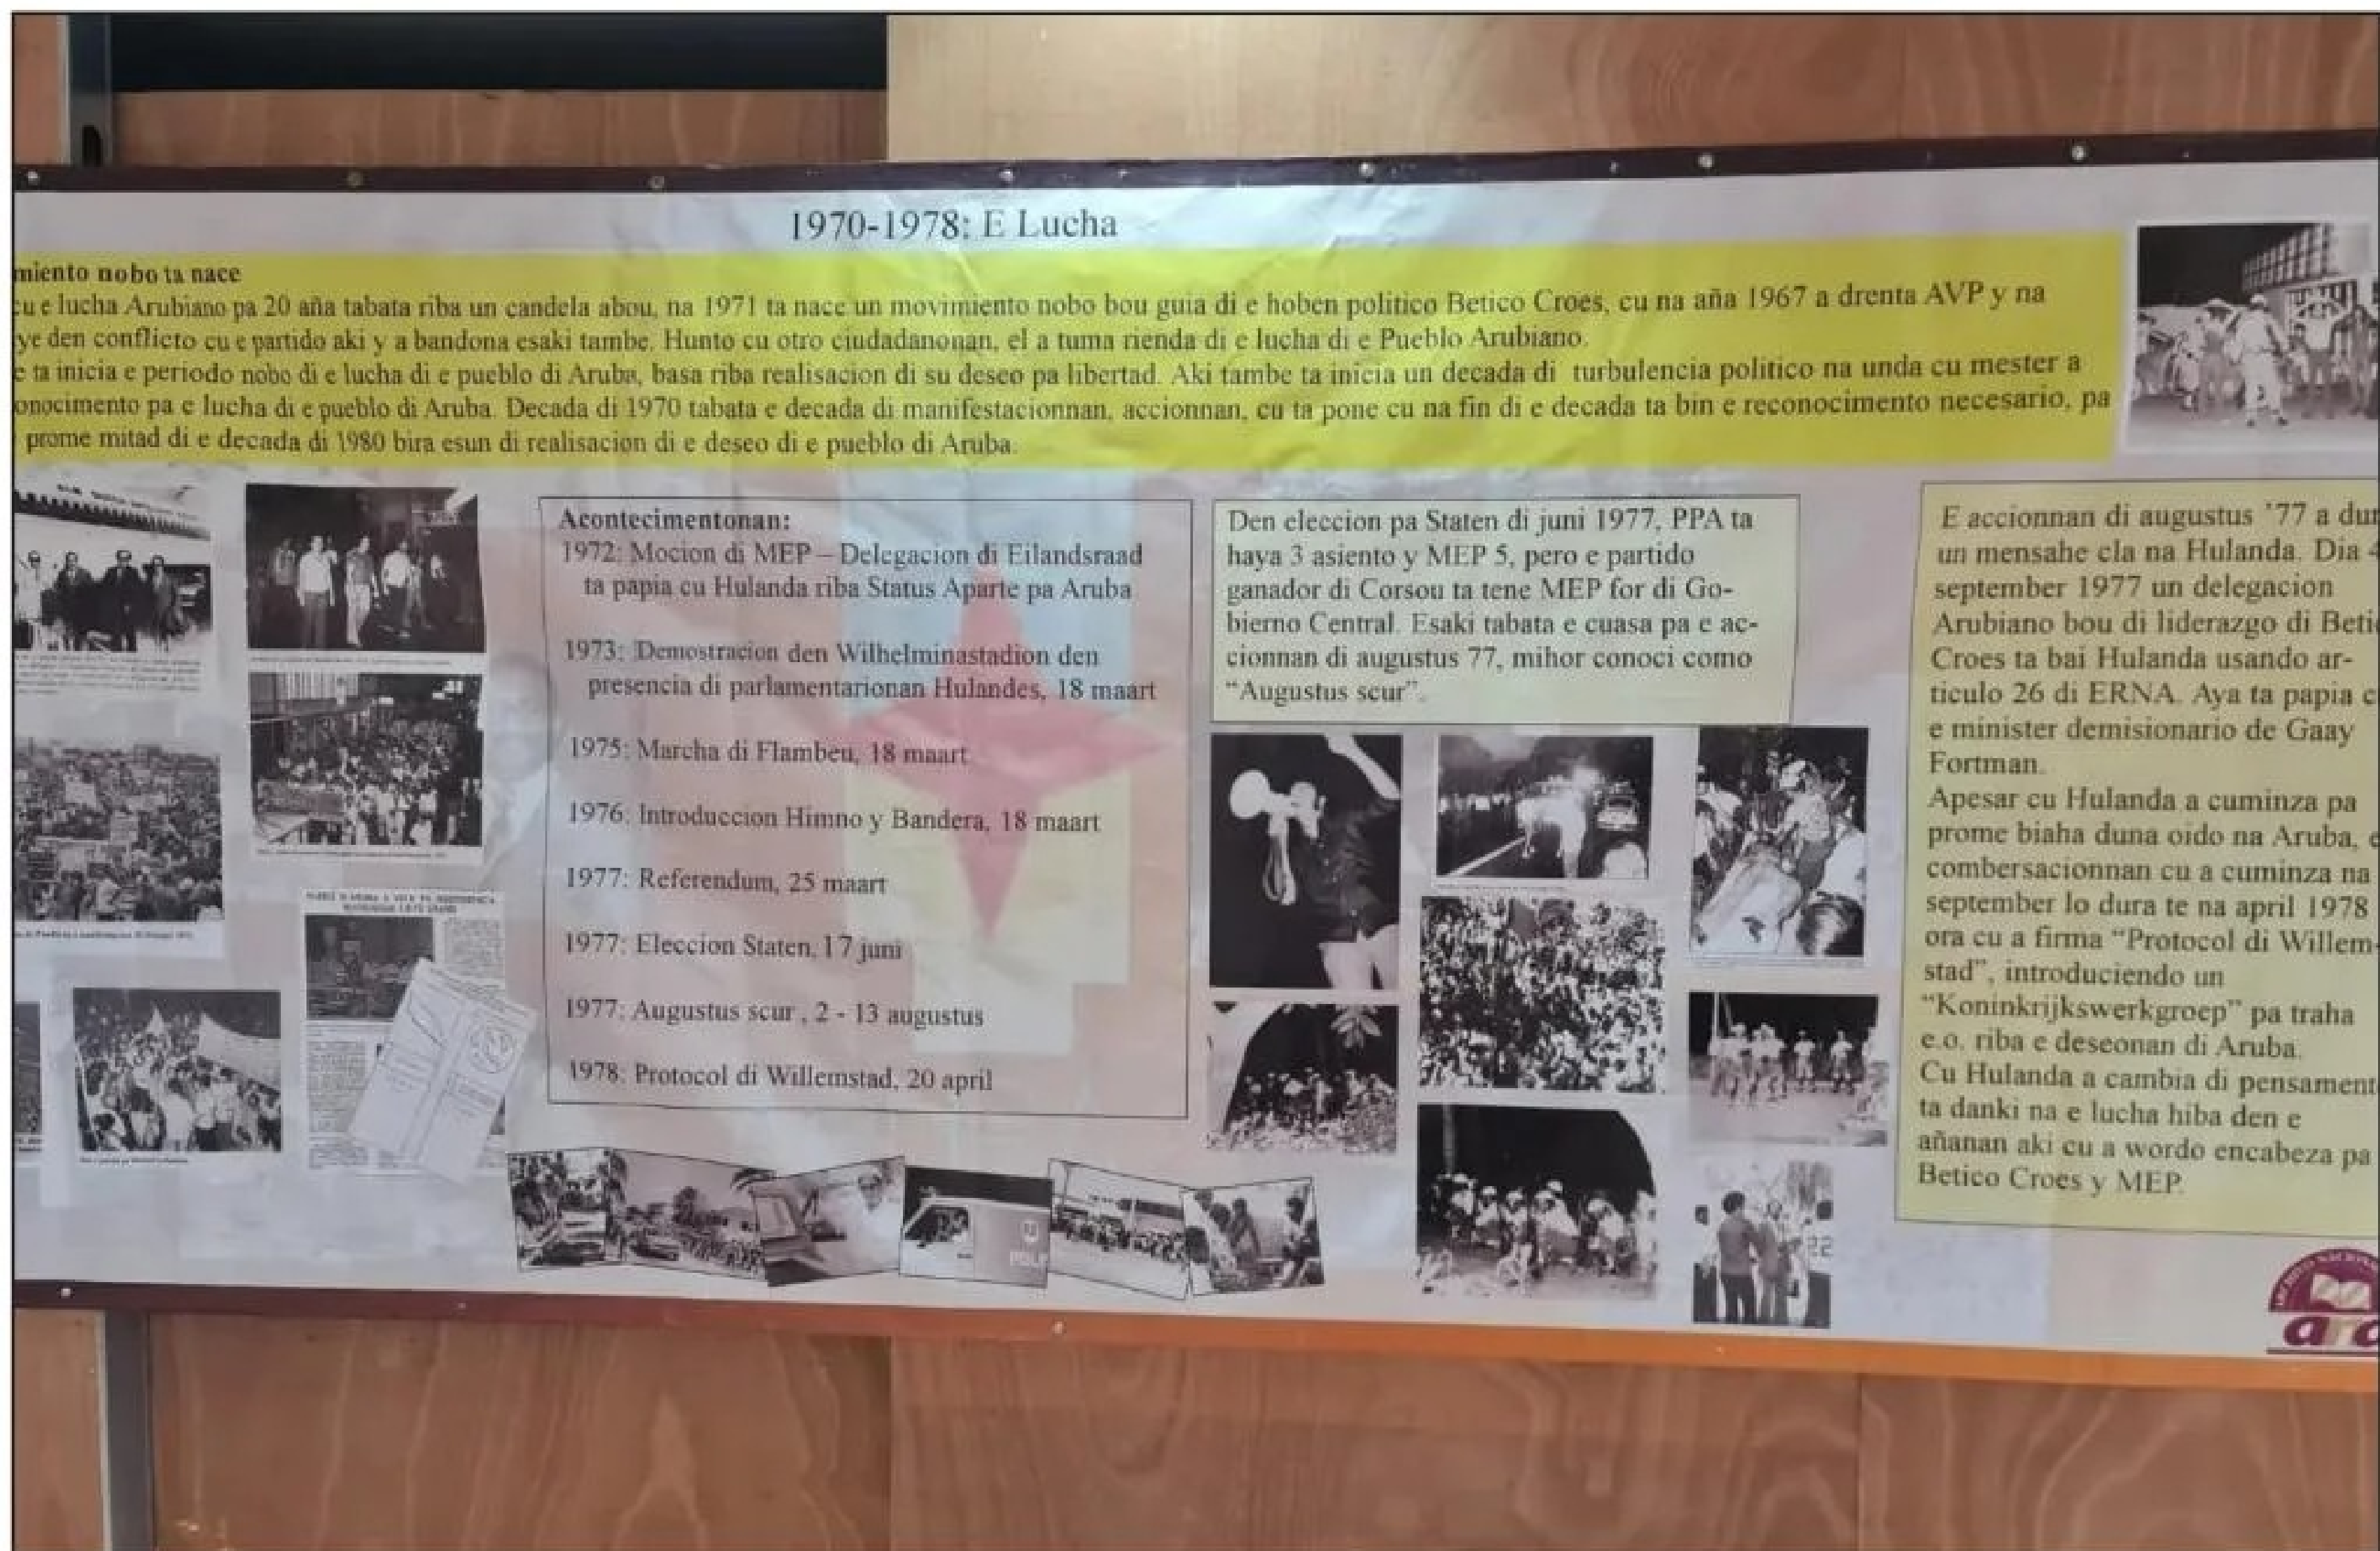 1970-1978: E Lucha
miento nobo ta nace
cu e lucha Arubiano pa 20 aña tabata riba un candela abou, na 1971 ta nace un movimiento nobo bou guia di e hoben politico Betico Croes, cu na aña 1967 a drenta AVP y na
ye den conflicto cu e partido aki y a bandona esaki tambe. Hunto cu otro ciudadanonan, el a tuma rienda di e lucha di e Pueblo Arubiano.
e ta inicia e periodo nobo di e lucha di e pueblo di Aruba, basa riba realisacion di su deseo pa libertad. Aki tambe ta inicia un decada di turbulencia politico na unda cu mester a
onocimento pa e lucha di e pueblo di Aruba. Decada di 1970 tabata e decada di manifestacionnan, accionnan, cu ta pone cu na fin di e decada ta bin e reconocimento necesario, pa
prome mitad di e decada di 1980 bira esun di realisacion di e deseo di e pueblo di Aruba.
Acontecimentonan:
1972: Mocion di MEP – Delegacion di Eilandsraad
ta papia cu Hulanda riba Status Aparte pa Aruba
1973: Demostracion den Wilhelminastadion den
presencia di parlamentarionan Hulandes, 18 maart
1975: Marcha di Flambeu, 18 maart
1976: Introduccion Himno y Bandera, 18 maart
1977: Referendum, 25 maart
1977: Eleccion Staten, 17 juni
1977: Augustus scur , 2 - 13 augustus
1978: Protocol di Willemstad, 20 april
Den eleccion pa Staten di juni 1977, PPA ta
haya 3 asiento y MEP 5, pero e partido
ganador di Corsou ta tene MEP for di Go-
bierno Central. Esaki tabata e cuasa pa e ac-
cionnan di augustus 77, mihor conoci como
“Augustus scur”.
E accionnan di augustus ’77 a dun
un mensahe cla na Hulanda. Dia 4
september 1977 un delegacion
Arubiano bou di liderazgo di Betic
Croes ta bai Hulanda usando ar-
ticulo 26 di ERNA. Aya ta papia c
e minister demisionario de Gaay
Fortman.
Apesar cu Hulanda a cuminza pa
prome biaha duna oido na Aruba, e
combersacionnan cu a cuminza na
september lo dura te na april 1978
ora cu a firma “Protocol di Willem-
stad”, introduciendo un
“Koninkrijkswerkgroep” pa traha
e.o. riba e deseonan di Aruba.
Cu Hulanda a cambia di pensament
ta danki na e lucha hiba den e
añanan aki cu a wordo encabeza pa
Betico Croes y MEP.
22